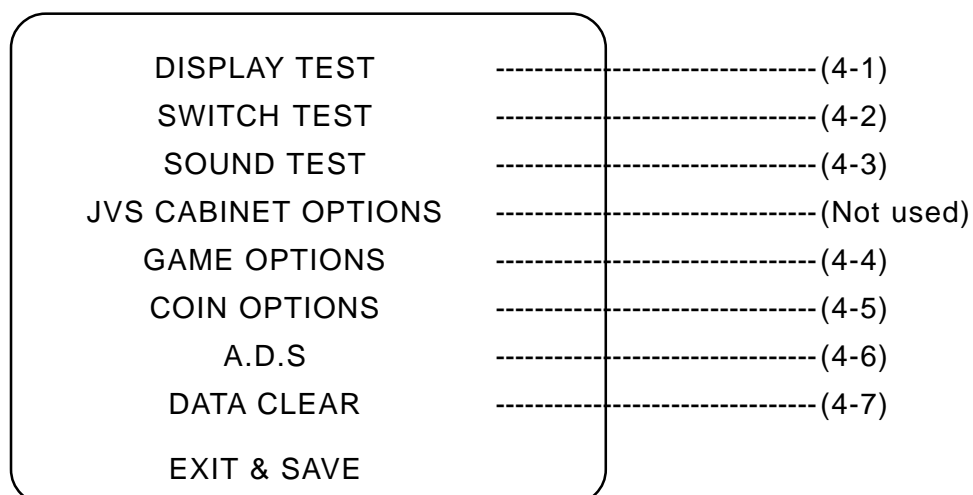 DISPLAY TEST --------------------------------- (4-1)
SWITCH TEST --------------------------------- (4-2)
SOUND TEST --------------------------------- (4-3)
JVS CABINET OPTIONS --------------------------------- (Not used)
GAME OPTIONS --------------------------------- (4-4)
COIN OPTIONS --------------------------------- (4-5)
A.D.S --------------------------------- (4-6)
DATA CLEAR --------------------------------- (4-7)
EXIT & SAVE